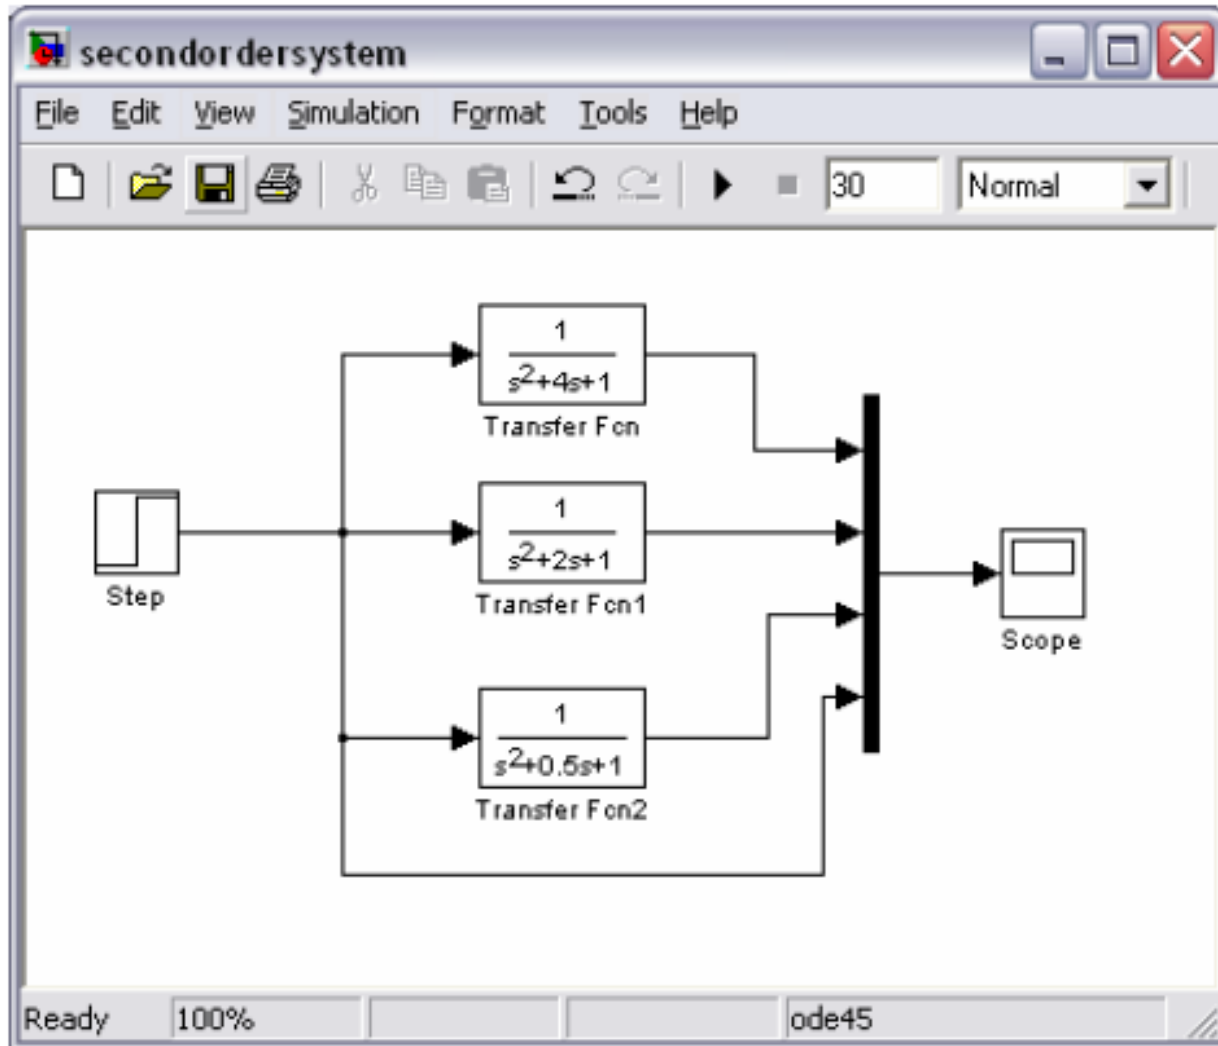 secondordersystem
File Edit View Simulation Format Tools Help
30 Normal
1
s²+4s+1
Transfer Fcn
1
s²+2s+1
Transfer Fcn1
Step
Scope
1
s²+0.5s+1
Transfer Fcn2
Ready 100% ode45